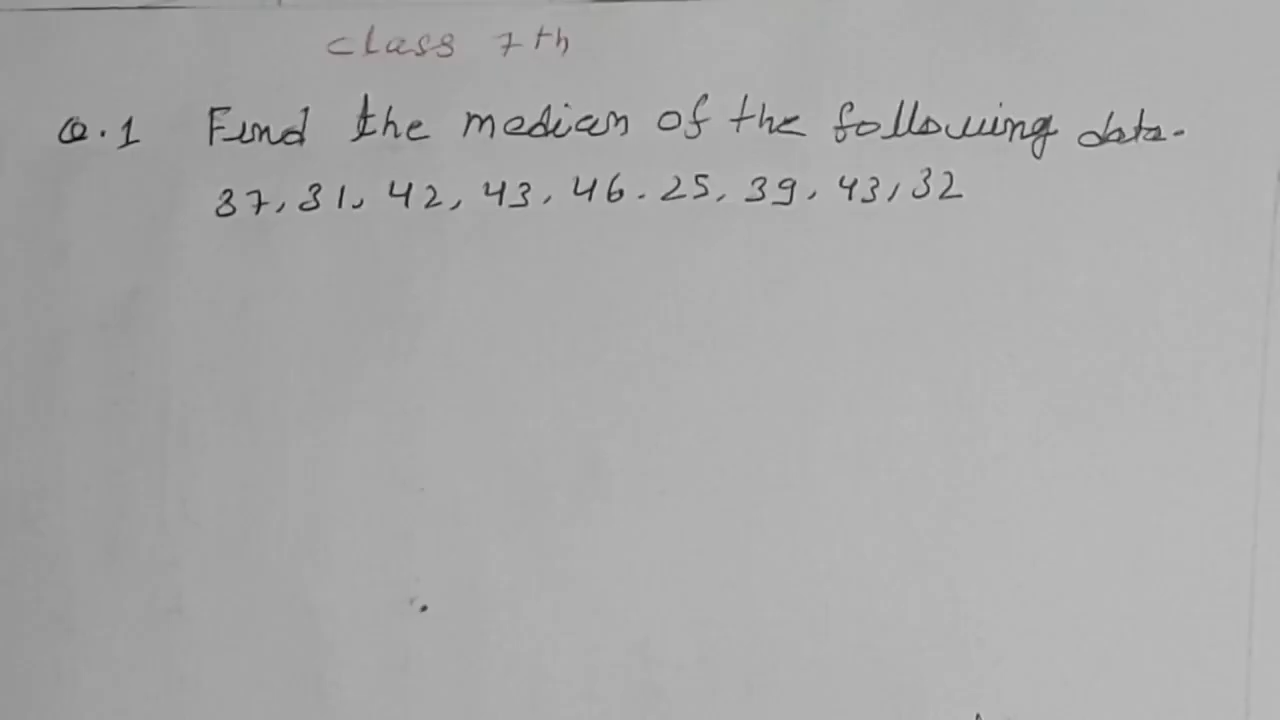 class 7th
Q.1 Find the median of the following data.
37, 31, 42, 43, 46. 25, 39, 43, 32